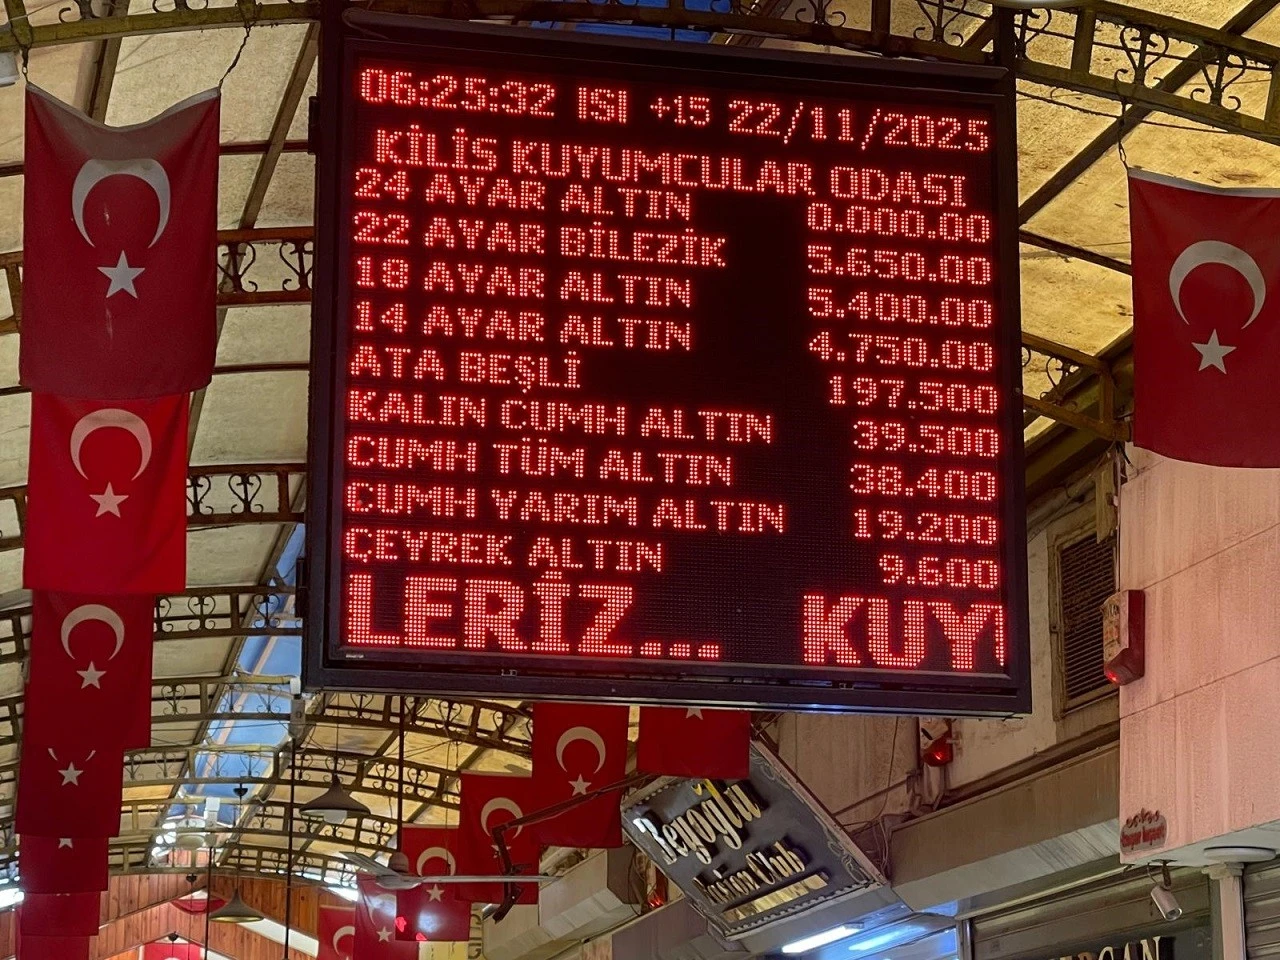 06:25:32 ISI +15 22/11/2025
KİLİS KUYUMCULAR ODASI
24 AYAR ALTIN 0.000.00
22 AYAR BİLEZİK 5.650.00
18 AYAR ALTIN 5.400.00
14 AYAR ALTIN 4.750.00
ATA BEŞLİ 197.500
KALIN CUMH ALTIN 39.500
CUMH TÜM ALTIN 38.400
CUMH YARIM ALTIN 19.200
ÇEYREK ALTIN 9.600
LERİZ... KUY
Beyoğlu